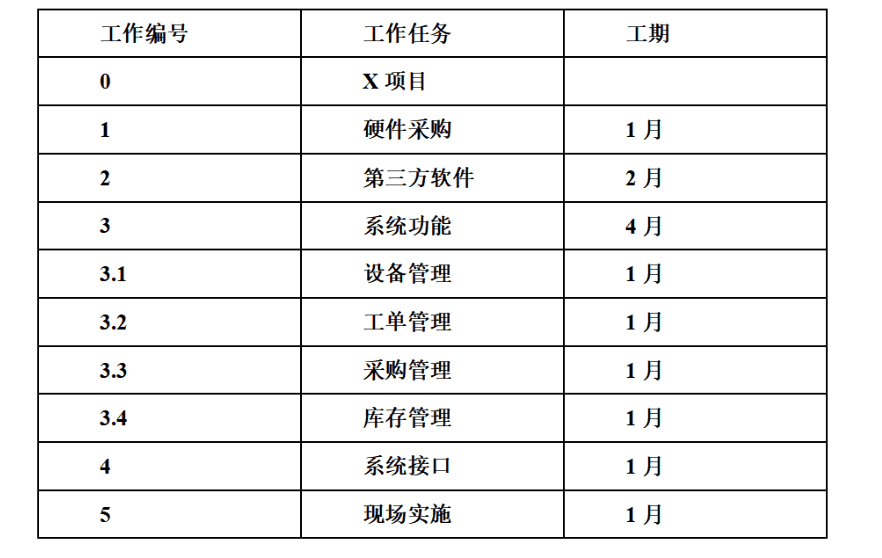 工作编号 工作任务 工期
0 X 项目
1 硬件采购 1 月
2 第三方软件 2 月
3 系统功能 4 月
3.1 设备管理 1 月
3.2 工单管理 1 月
3.3 采购管理 1 月
3.4 库存管理 1 月
4 系统接口 1 月
5 现场实施 1 月